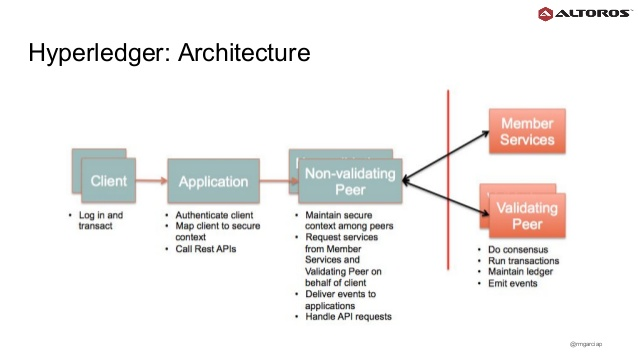 ALTOROS
Hyperledger: Architecture
Client
• Log in and
transact
Application
• Authenticate client
• Map client to secure
context
• Call Rest APIs
Non-validating
Peer
• Maintain secure
context among peers
• Request services
from Member
Services and
Validating Peer on
behalf of client
• Deliver events to
applications
• Handle API requests
Member
Services
Validating
Peer
• Do consensus
• Run transactions
• Maintain ledger
• Emit events
@rmgarciap